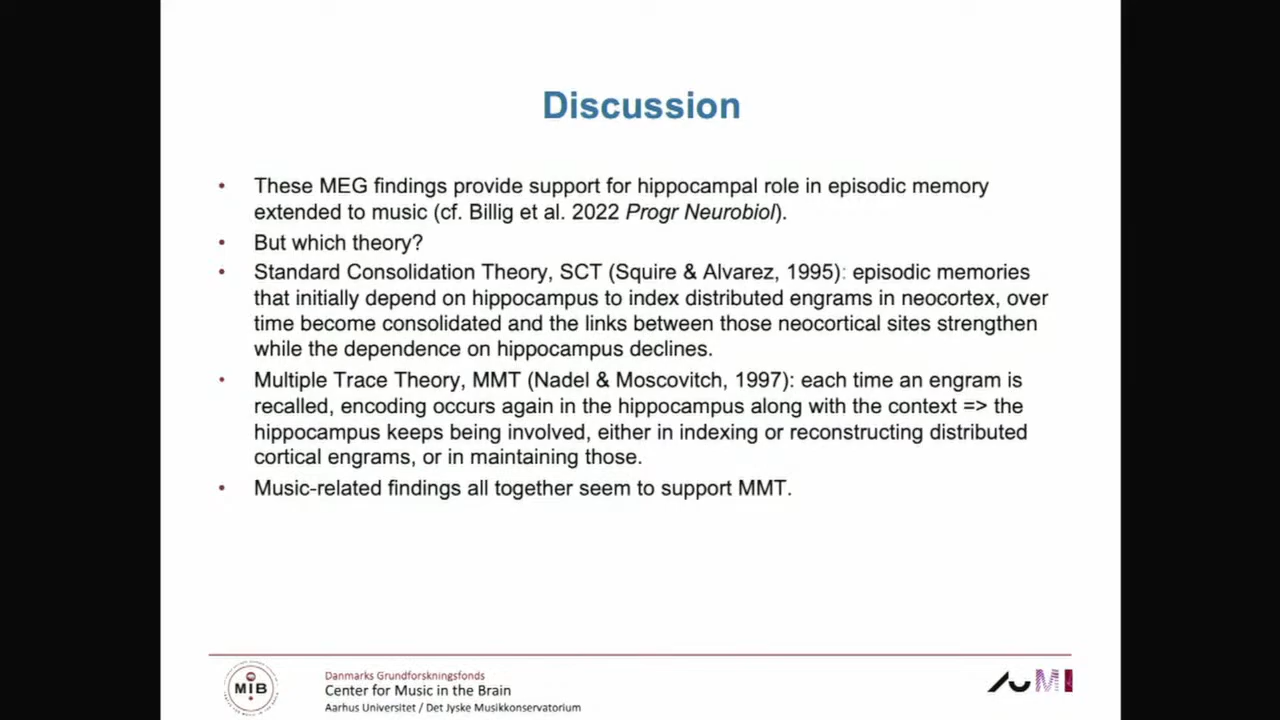 Discussion
• These MEG findings provide support for hippocampal role in episodic memory
extended to music (cf. Billig et al. 2022 Progr Neurobiol).
• But which theory?
• Standard Consolidation Theory, SCT (Squire & Alvarez, 1995): episodic memories
that initially depend on hippocampus to index distributed engrams in neocortex, over
time become consolidated and the links between those neocortical sites strengthen
while the dependence on hippocampus declines.
• Multiple Trace Theory, MMT (Nadel & Moscovitch, 1997): each time an engram is
recalled, encoding occurs again in the hippocampus along with the context => the
hippocampus keeps being involved, either in indexing or reconstructing distributed
cortical engrams, or in maintaining those.
• Music-related findings all together seem to support MMT.
MIB
Danmarks Grundforskningsfonds
Center for Music in the Brain
Aarhus Universitet / Det Jyske Musikkonservatorium